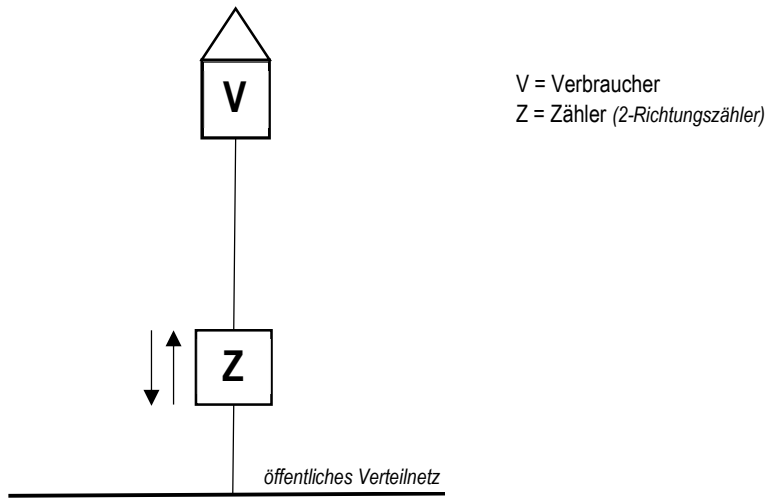 V
V = Verbraucher
Z = Zähler (2-Richtungszähler)
Z
öffentliches Verteilnetz